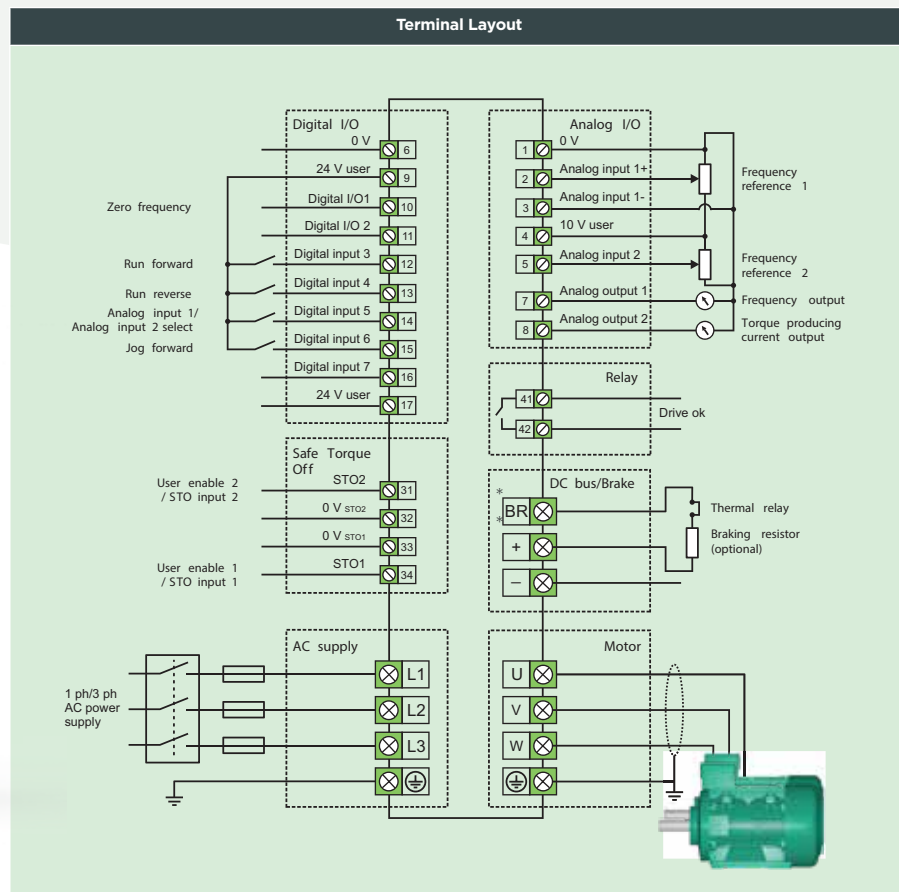 Terminal Layout
Digital I/O
0 V
6
24 V user
9
Zero frequency
Digital I/O1
10
Digital I/O 2
11
Run forward
Digital input 3
12
Run reverse
Digital input 4
13
Analog input 1/
Analog input 2 select
Digital input 5
14
Jog forward
Digital input 6
15
Digital input 7
16
24 V user
17
Analog I/O
1
0 V
2
Analog input 1+
Frequency
reference 1
3
Analog input 1-
4
10 V user
5
Analog input 2
Frequency
reference 2
7
Analog output 1
Frequency output
8
Analog output 2
Torque producing
current output
Relay
41
42
Drive ok
Safe Torque
Off
User enable 2
/ STO input 2
STO2
31
0 V STO2
32
0 V STO1
33
User enable 1
/ STO input 1
STO1
34
DC bus/Brake
*
BR
*
+
–
Thermal relay
Braking resistor
(optional)
AC supply
1 ph/3 ph
AC power
supply
L1
L2
L3
Motor
U
V
W